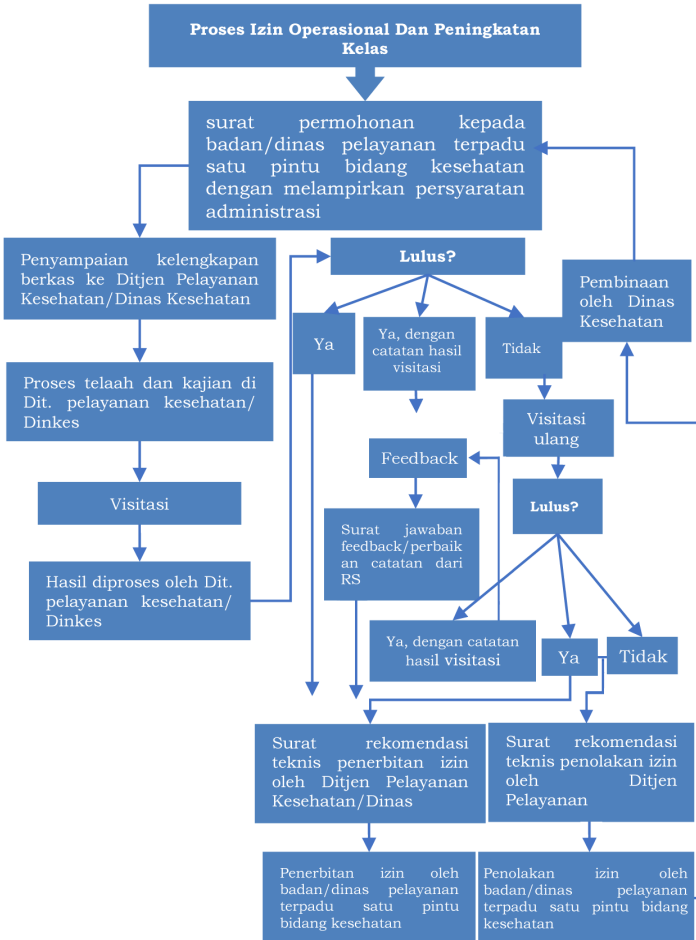 Proses Izin Operasional Dan Peningkatan
Kelas
surat permohonan kepada
badan/dinas pelayanan terpadu
satu pintu bidang kesehatan
dengan melampirkan persyaratan
administrasi
Penyampaian kelengkapan
berkas ke Ditjen Pelayanan
Kesehatan/Dinas Kesehatan
Proses telaah dan kajian di
Dit. pelayanan kesehatan/
Dinkes
Visitasi
Hasil diproses oleh Dit.
pelayanan kesehatan/
Dinkes
Lulus?
Ya
Ya, dengan
catatan hasil
visitasi
Tidak
Pembinaan
oleh Dinas
Kesehatan
Visitasi
ulang
Feedback
Lulus?
Surat jawaban
feedback/perbaik
an catatan dari
RS
Ya, dengan catatan
hasil visitasi
Ya
Tidak
Surat rekomendasi
teknis penerbitan izin
oleh Ditjen Pelayanan
Kesehatan/Dinas
Surat rekomendasi
teknis penolakan izin
oleh Ditjen
Pelayanan
Penerbitan izin oleh
badan/dinas pelayanan
terpadu satu pintu
bidang kesehatan
Penolakan izin oleh
badan/dinas pelayanan
terpadu satu pintu bidang
kesehatan